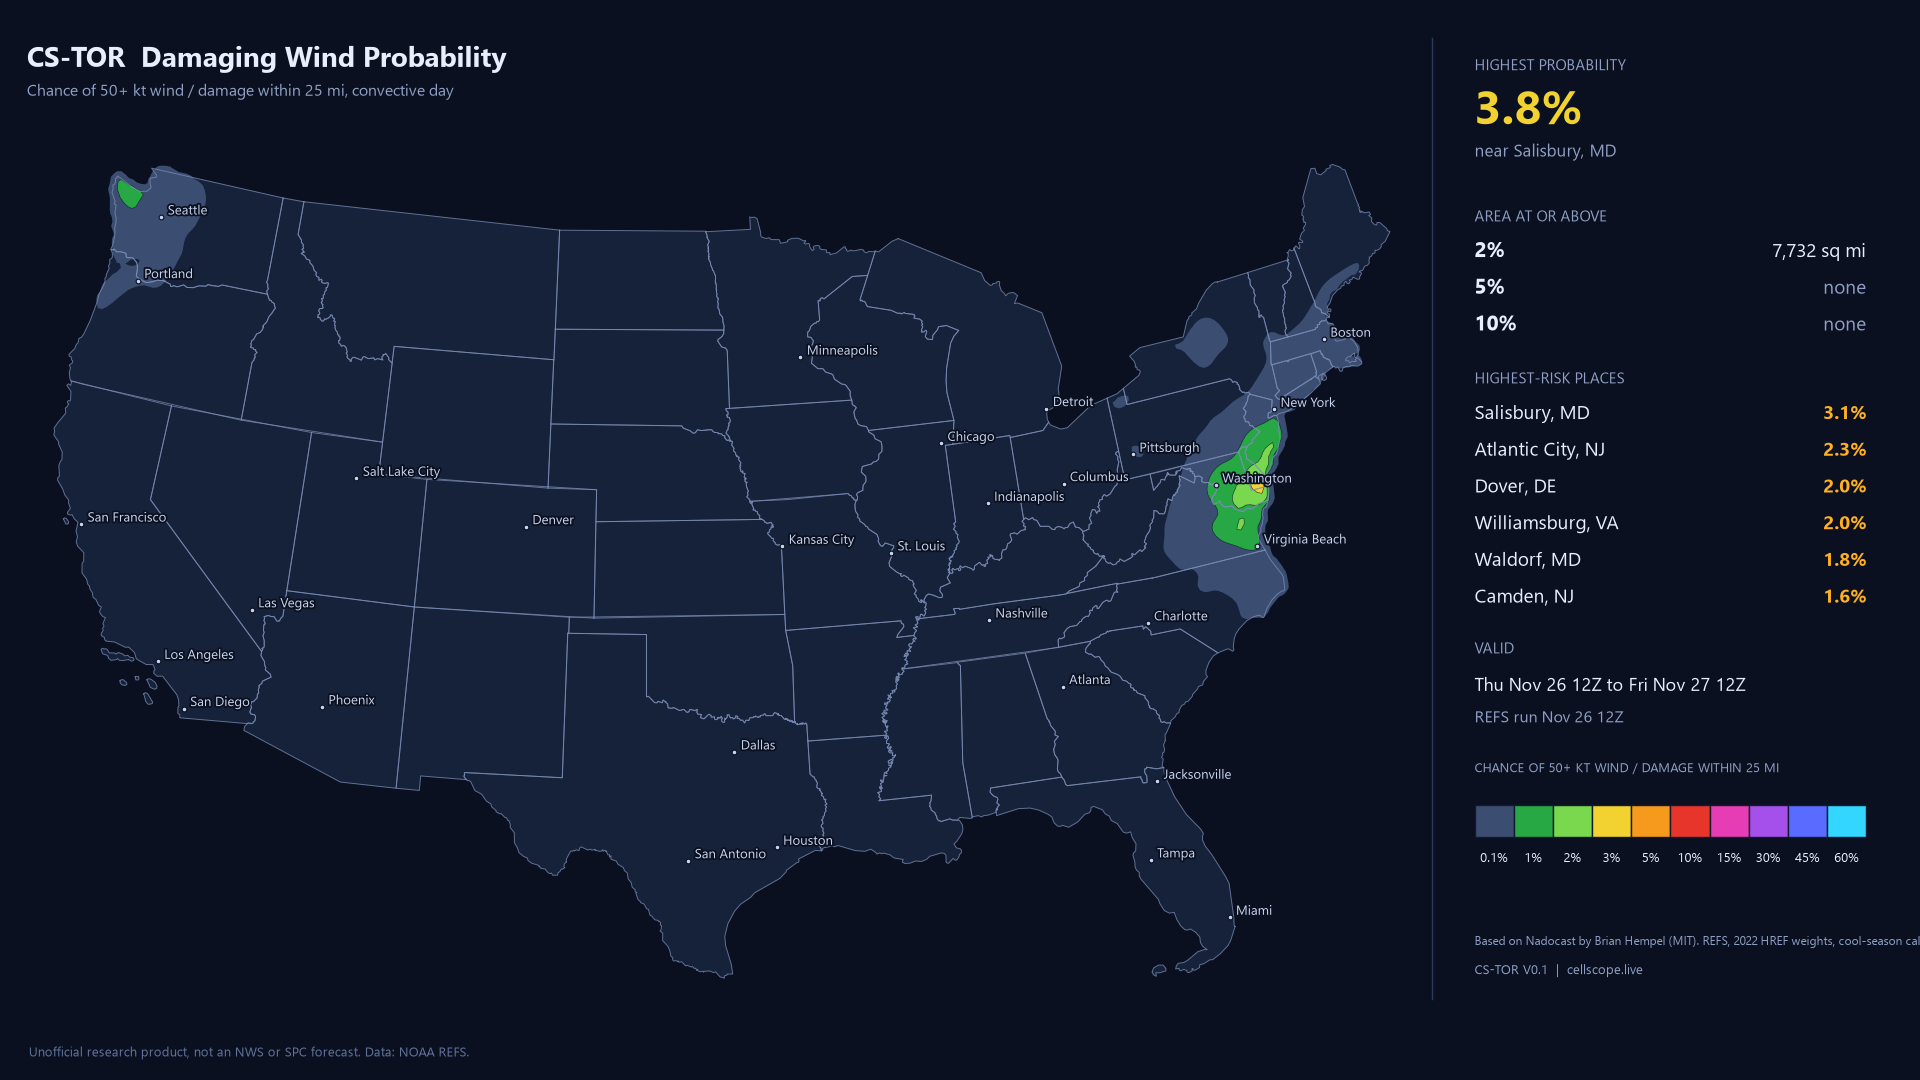 CS-TOR  Damaging Wind Probability
Chance of 50+ kt wind / damage within 25 mi, convective day
Seattle
Portland
Minneapolis
Boston
Detroit
New York
Chicago
Pittsburgh
Salt Lake City
Columbus
Washington
Indianapolis
San Francisco
Denver
Kansas City
St. Louis
Virginia Beach
Las Vegas
Nashville
Charlotte
Los Angeles
Atlanta
San Diego
Phoenix
Dallas
Jacksonville
Houston
San Antonio
Tampa
Miami
HIGHEST PROBABILITY
3.8%
near Salisbury, MD
AREA AT OR ABOVE
2% 7,732 sq mi
5% none
10% none
HIGHEST-RISK PLACES
Salisbury, MD 3.1%
Atlantic City, NJ 2.3%
Dover, DE 2.0%
Williamsburg, VA 2.0%
Waldorf, MD 1.8%
Camden, NJ 1.6%
VALID
Thu Nov 26 12Z to Fri Nov 27 12Z
REFS run Nov 26 12Z
CHANCE OF 50+ KT WIND / DAMAGE WITHIN 25 MI
0.1% 1% 2% 3% 5% 10% 15% 30% 45% 60%
Based on Nadocast by Brian Hempel (MIT). REFS, 2022 HREF weights, cool-season cal
CS-TOR V0.1 | cellscope.live
Unofficial research product, not an NWS or SPC forecast. Data: NOAA REFS.